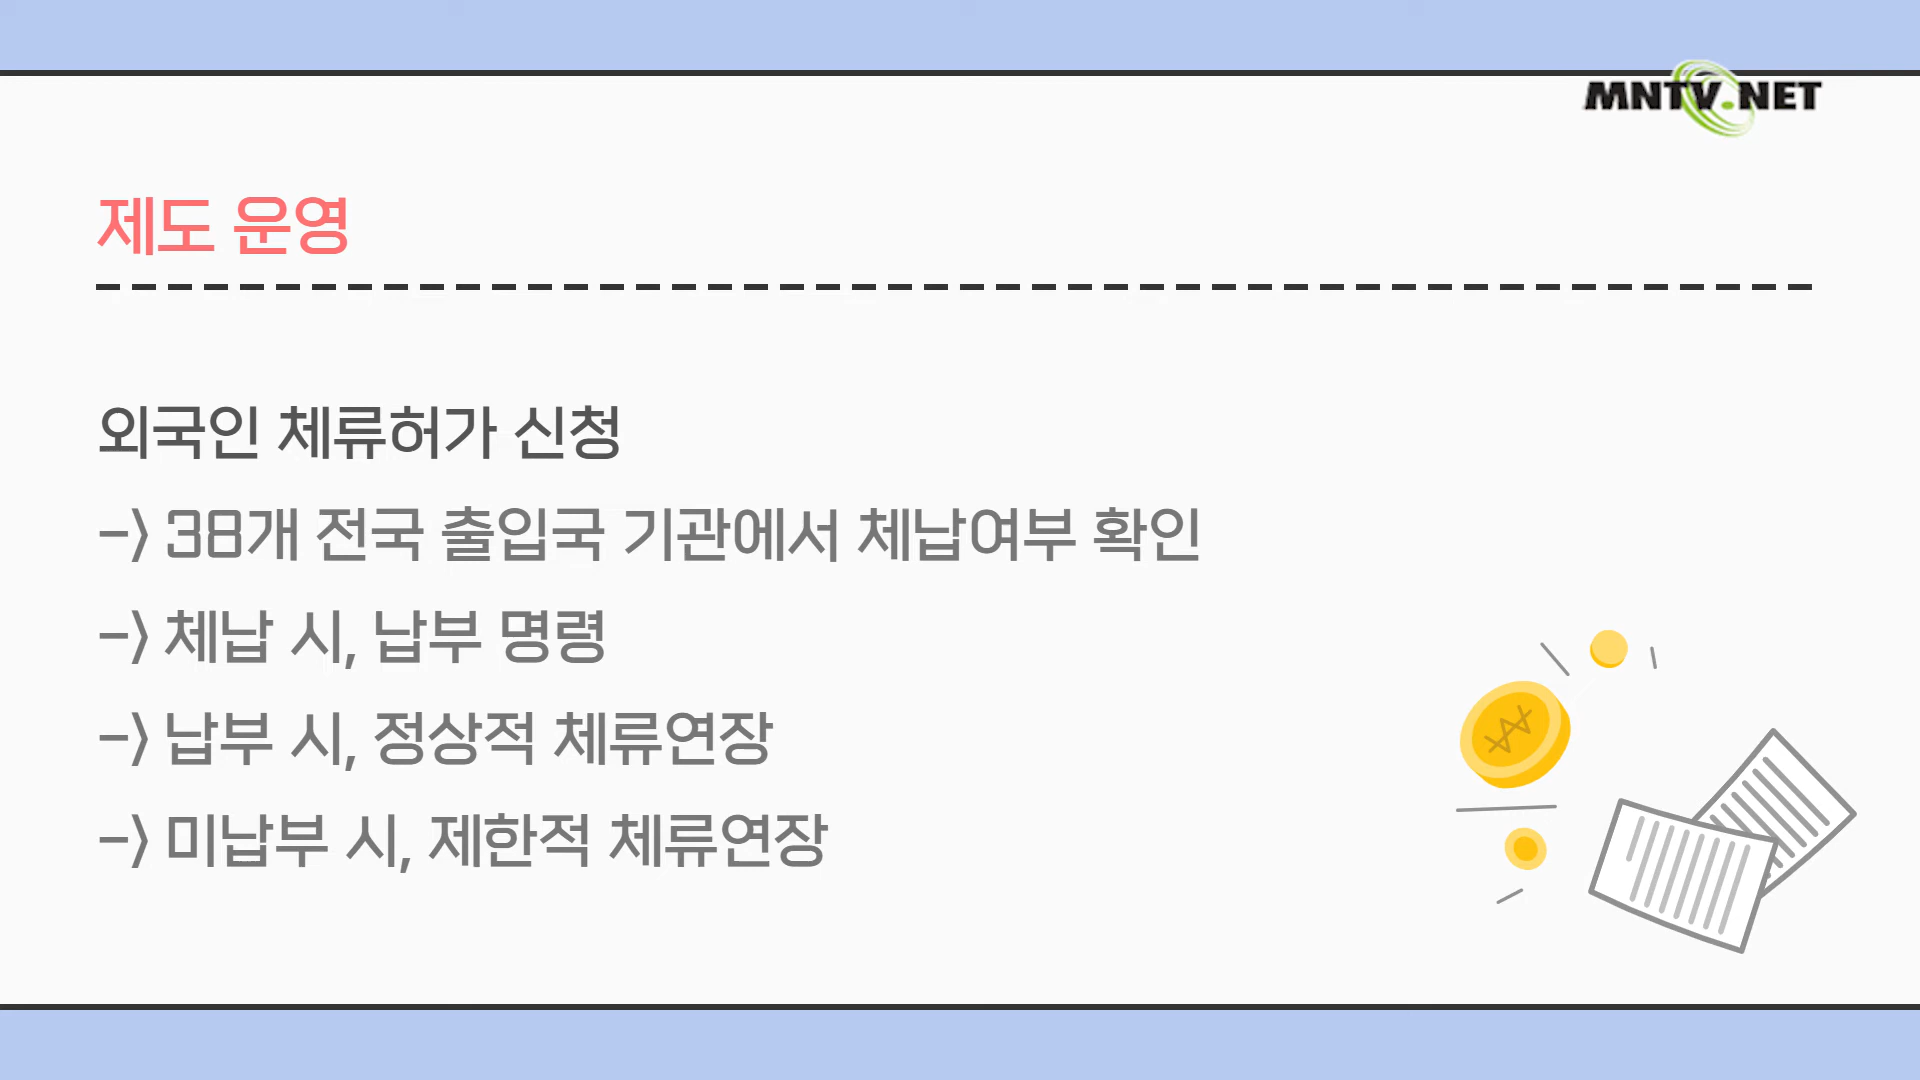 MNTV.NET
제도 운영
외국인 체류허가 신청
-> 38개 전국 출입국 기관에서 체납여부 확인
-> 체납 시, 납부 명령
-> 납부 시, 정상적 체류연장
-> 미납부 시, 제한적 체류연장